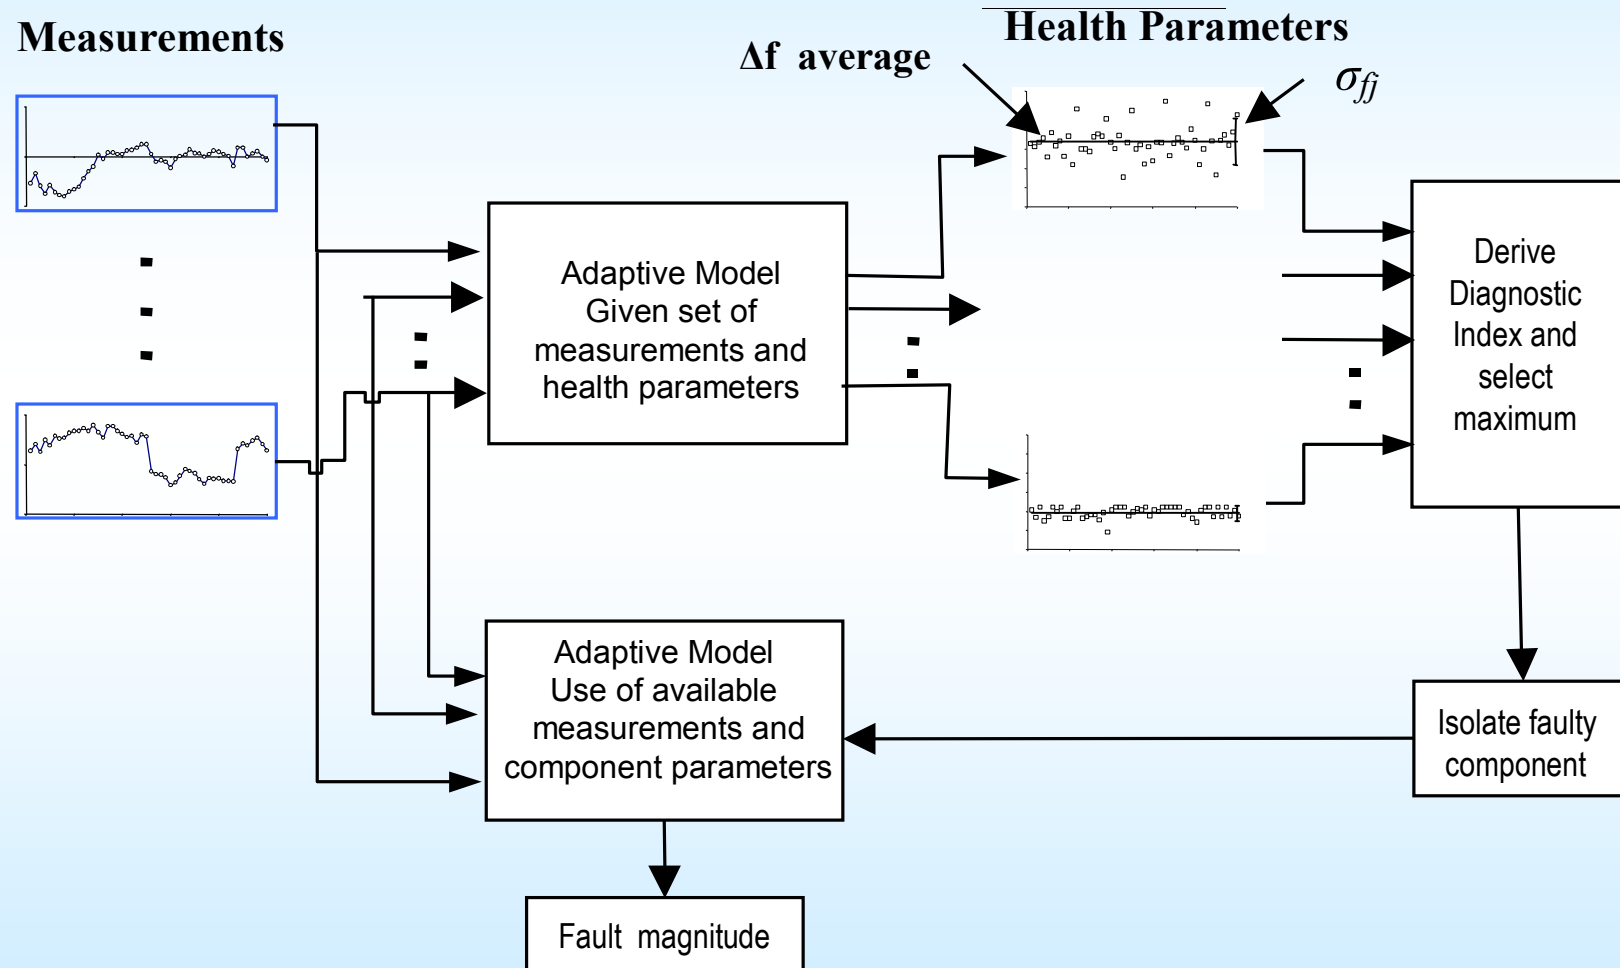 Measurements
Health Parameters
Δf average
σfj
Adaptive Model
Given set of
measurements and
health parameters
Derive
Diagnostic
Index and
select
maximum
Adaptive Model
Use of available
measurements and
component parameters
Isolate faulty
component
Fault magnitude